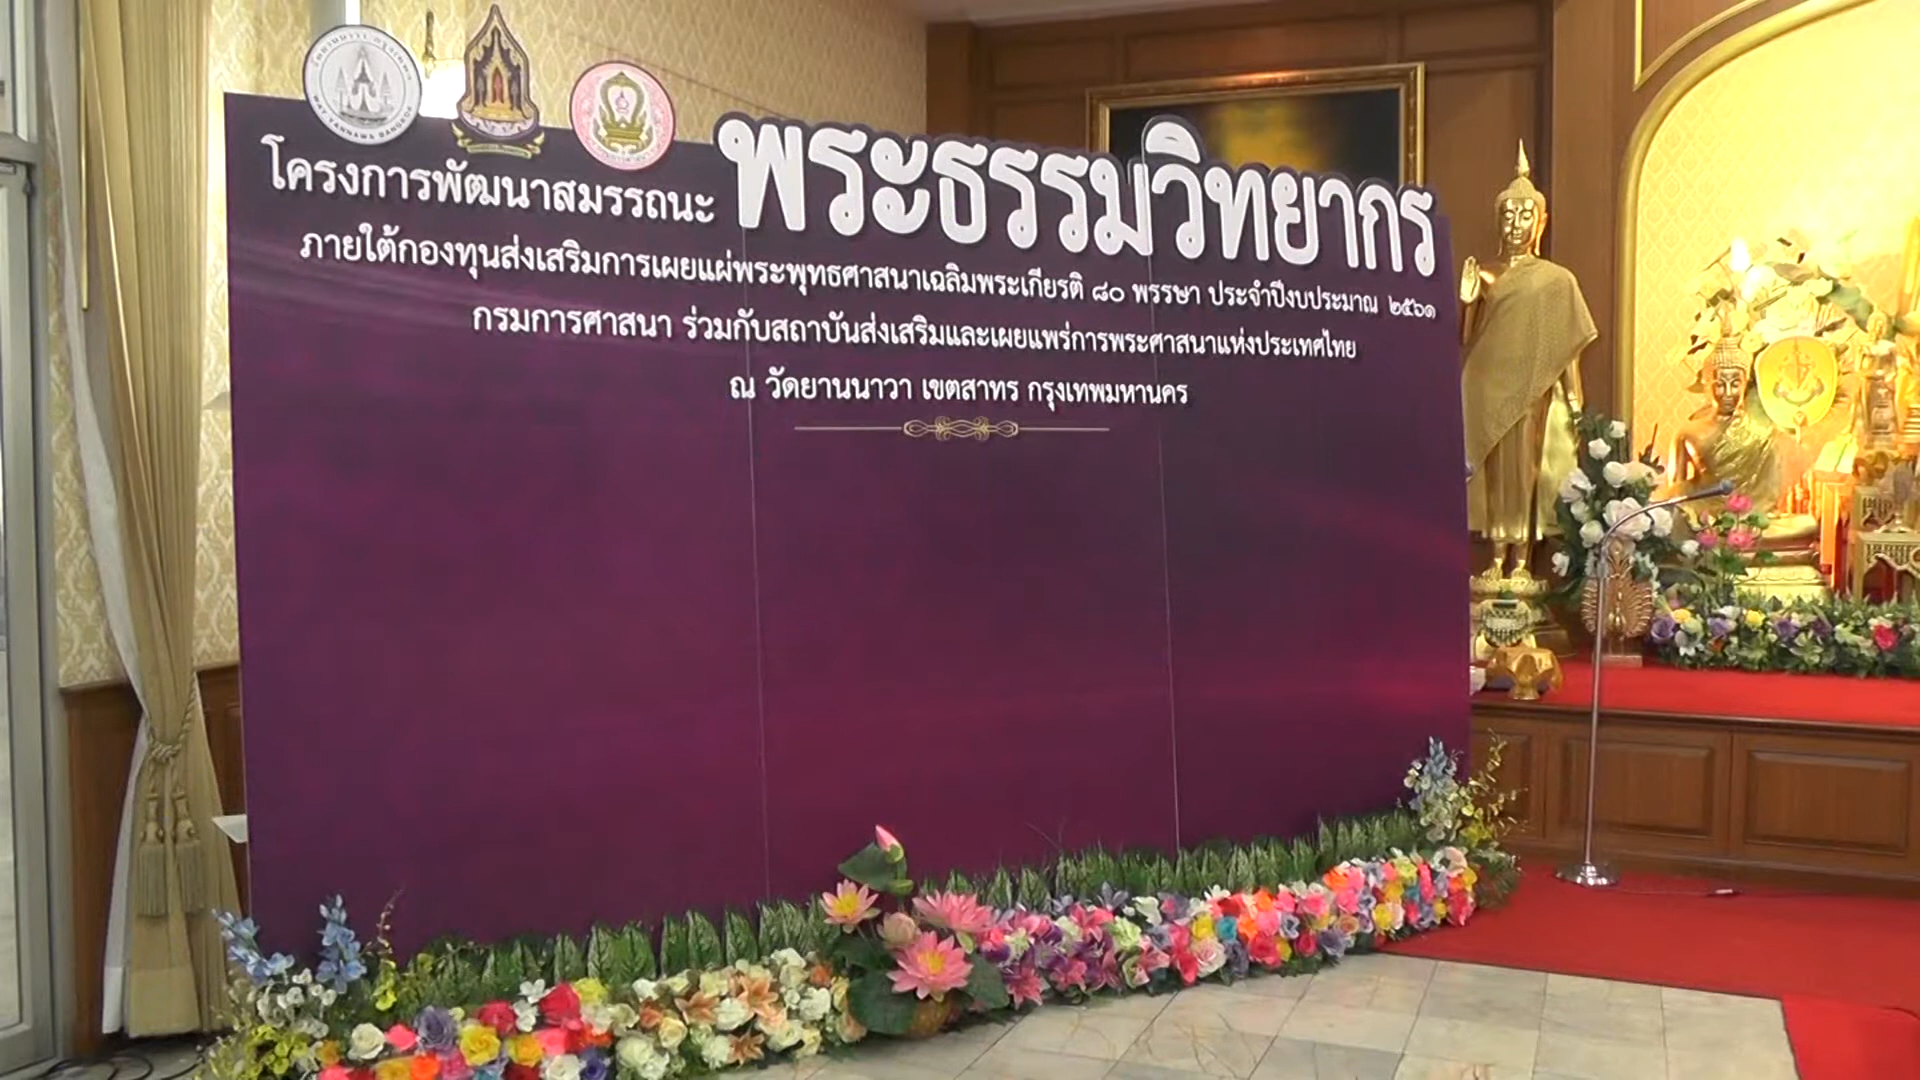 โครงการพัฒนาสมรรถนะ พระธรรมวิทยากร
ภายใต้กองทุนส่งเสริมการเผยแผ่พระพุทธศาสนาเฉลิมพระเกียรติ ๘๐ พรรษา ประจำปีงบประมาณ ๒๕๖๑
กรมการศาสนา ร่วมกับสถาบันส่งเสริมและเผยแพร่การพระศาสนาแห่งประเทศไทย
ณ วัดยานนาวา เขตสาทร กรุงเทพมหานคร
WAT YANNAWA BANGKOK